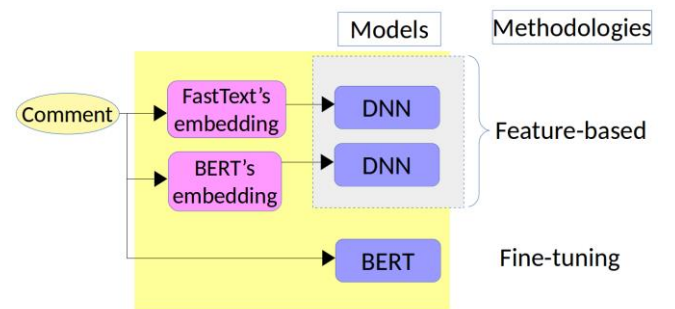 Models
Methodologies
Comment
FastText's
embedding
DNN
BERT's
embedding
DNN
Feature-based
BERT
Fine-tuning